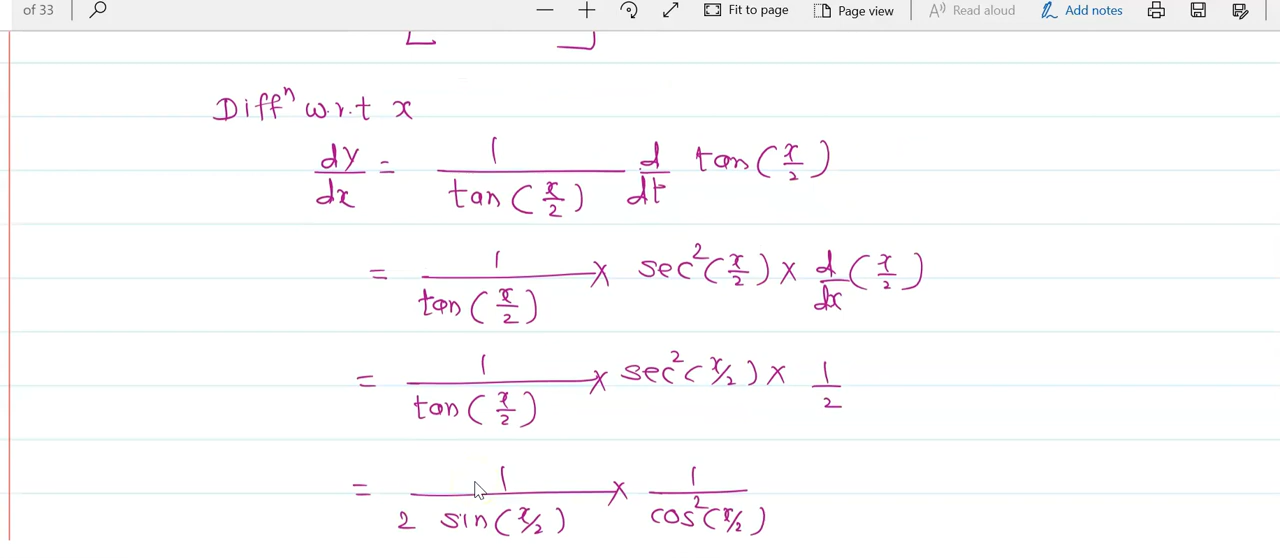 of 33 Fit to page Page view Read aloud Add notes
Diffⁿ w.r.t x
dy/dx = 1/tan(x/2) d/dt tan(x/2)
= 1/tan(x/2) × sec²(x/2) × d/dx (x/2)
= 1/tan(x/2) × sec²(x/2) × 1/2
= 1/2 sin(x/2) × 1/cos²(x/2)